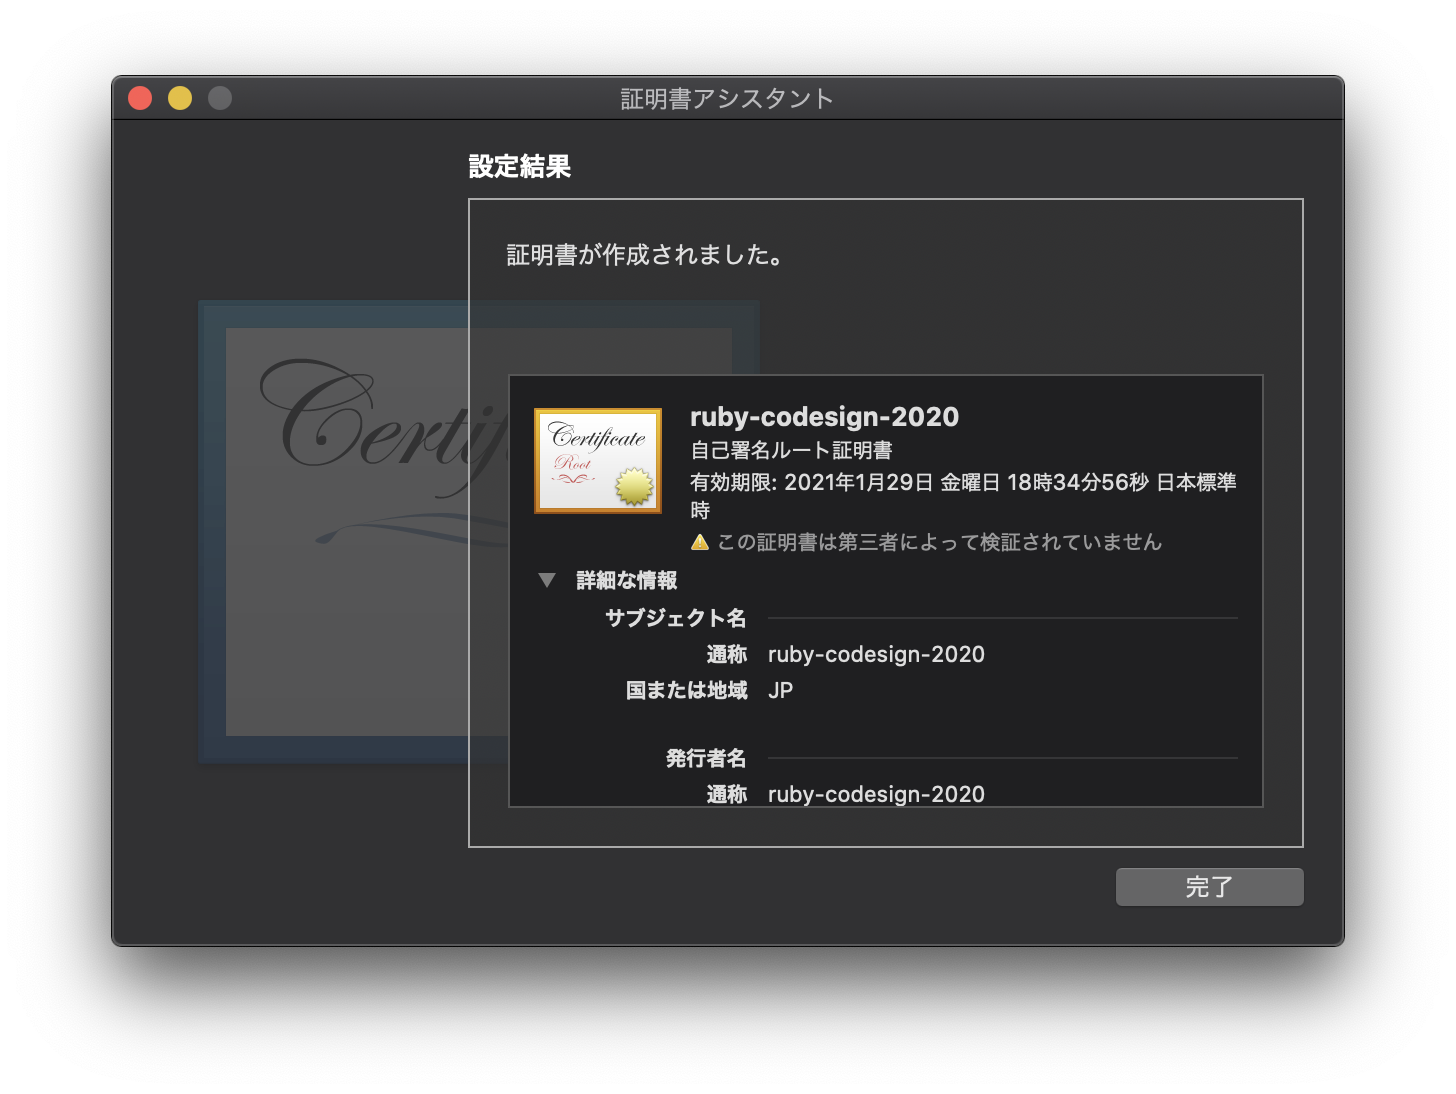 証明書アシスタント
設定結果
証明書が作成されました。
Certif
Certificate
Root
ruby-codesign-2020
自己署名ルート証明書
有効期限: 2021年1月29日 金曜日 18時34分56秒 日本標準
時
この証明書は第三者によって検証されていません
詳細な情報
サブジェクト名
通称 ruby-codesign-2020
国または地域 JP
発行者名
通称 ruby-codesign-2020
完了